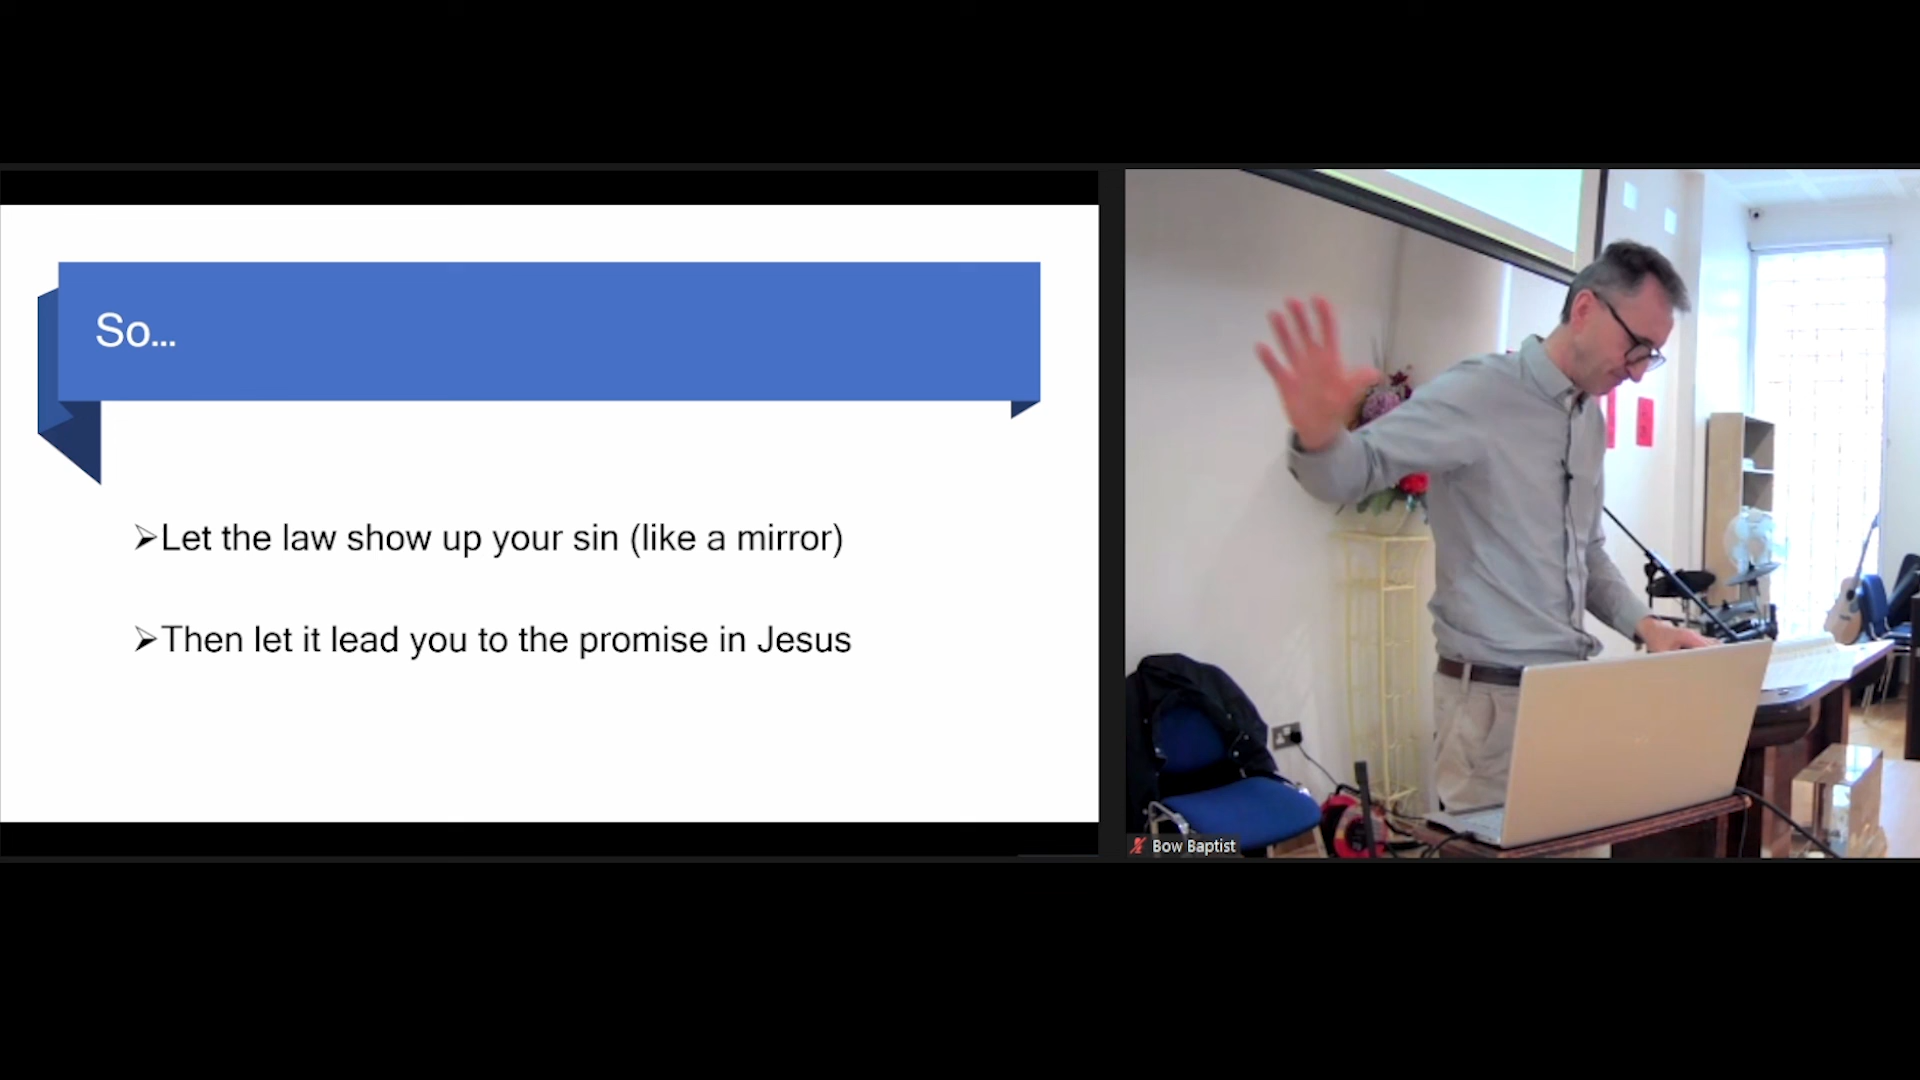 So...
➢Let the law show up your sin (like a mirror)
➢Then let it lead you to the promise in Jesus
Bow Baptist